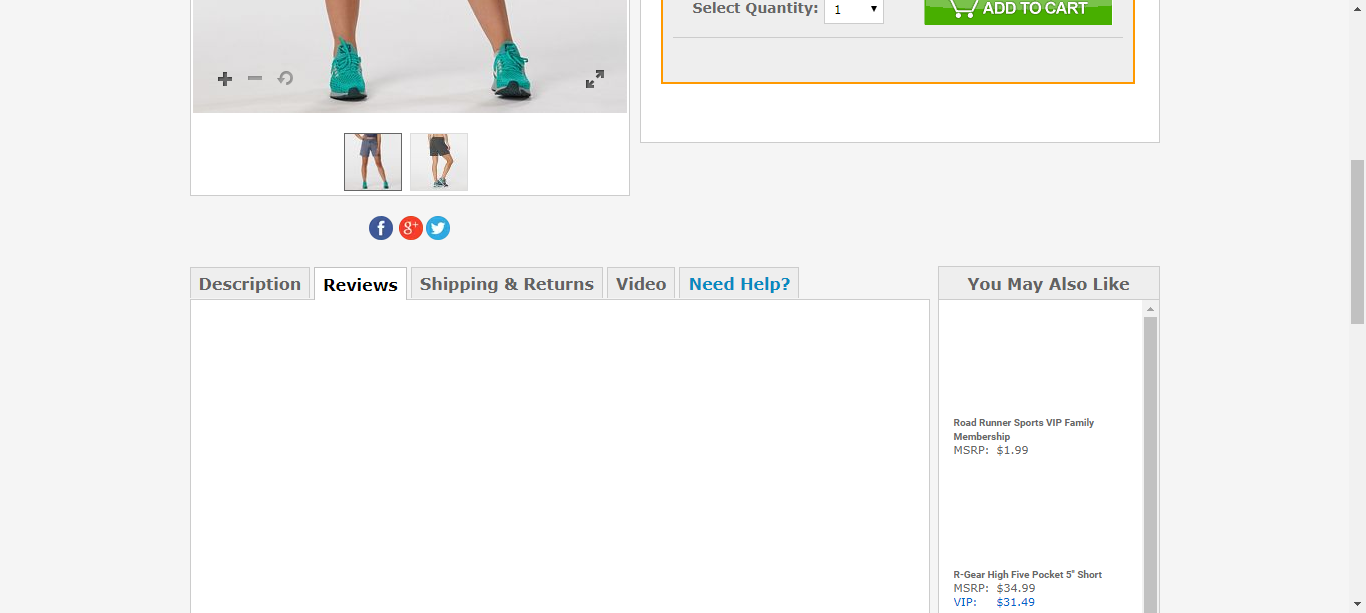 Select Quantity: 1
ADD TO CART
f g+
Description
Reviews
Shipping & Returns
Video
Need Help?
You May Also Like
Road Runner Sports VIP Family
Membership
MSRP: $1.99
R-Gear High Five Pocket 5" Short
MSRP: $34.99
VIP: $31.49